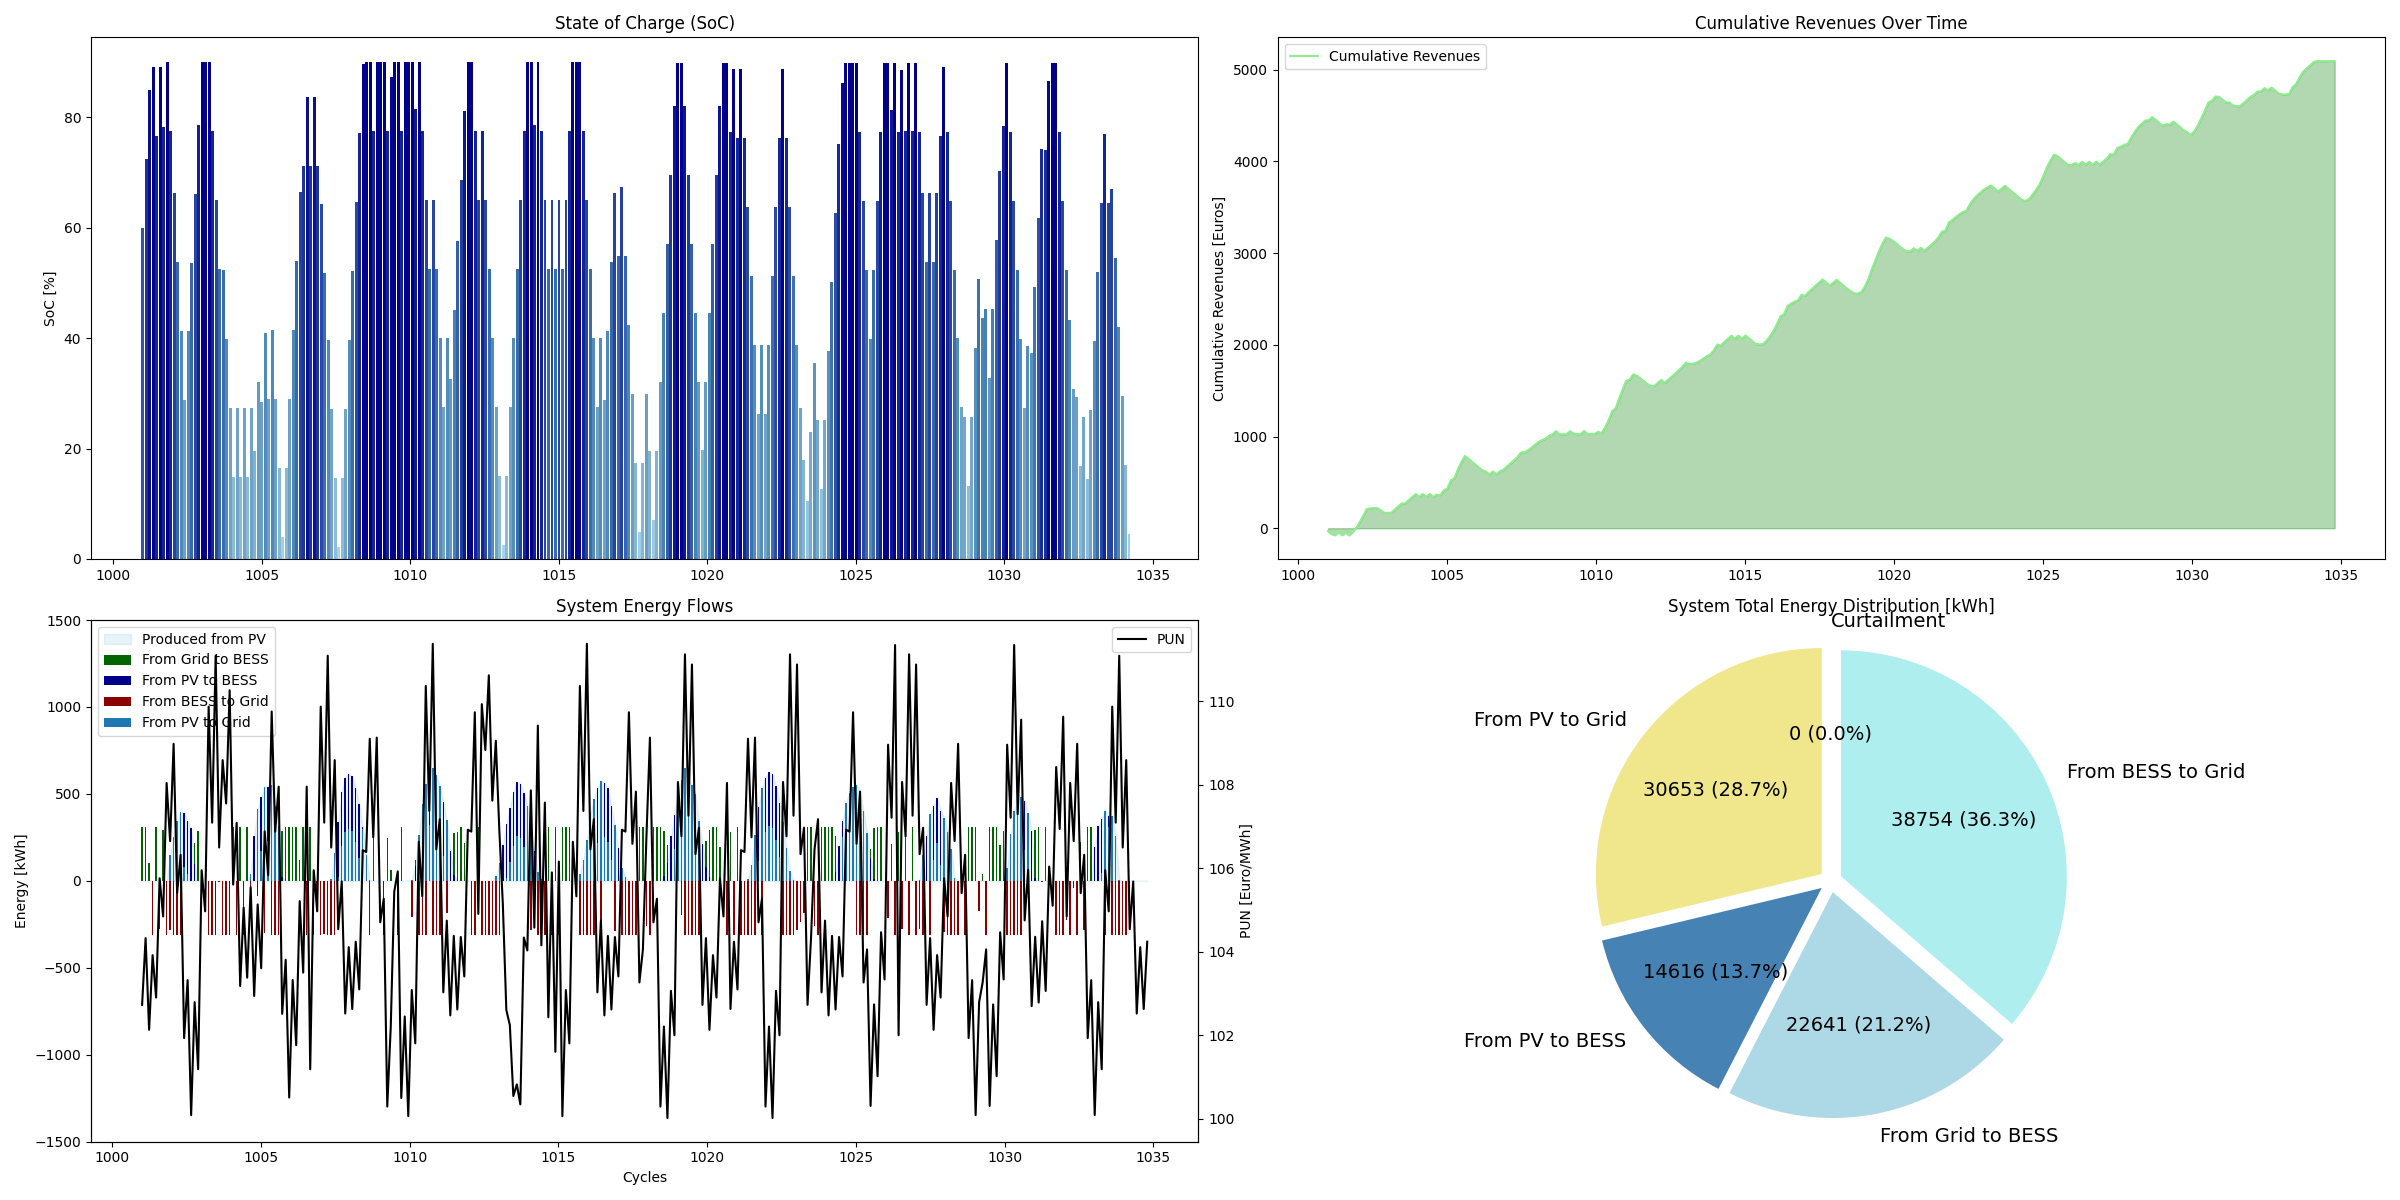 State of Charge (SoC)
SoC [%]
80
60
40
20
0
1000 1005 1010 1015 1020 1025 1030 1035
Cumulative Revenues Over Time
Cumulative Revenues
Cumulative Revenues [Euros]
5000
4000
3000
2000
1000
0
1000 1005 1010 1015 1020 1025 1030 1035
System Energy Flows
Produced from PV
From Grid to BESS
From PV to BESS
From BESS to Grid
From PV to Grid
PUN
Energy [kWh]
1500
1000
500
0
−500
−1000
−1500
PUN [Euro/MWh]
110
108
106
104
102
100
1000 1005 1010 1015 1020 1025 1030 1035
Cycles
System Total Energy Distribution [kWh]
Curtailment
0 (0.0%)
From PV to Grid
30653 (28.7%)
From PV to BESS
14616 (13.7%)
From Grid to BESS
22641 (21.2%)
From BESS to Grid
38754 (36.3%)